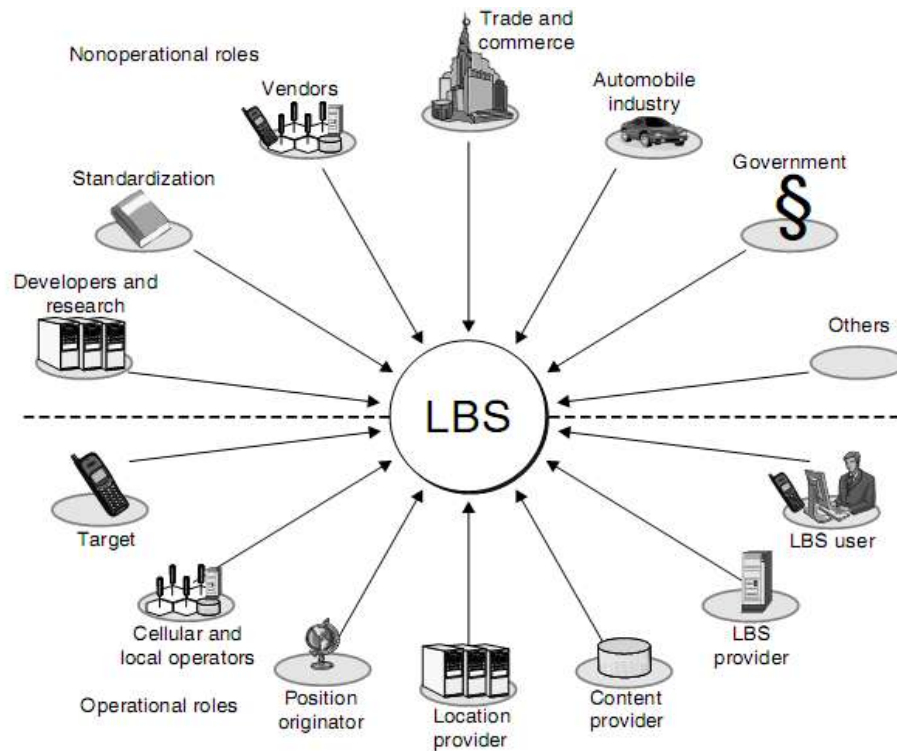 Nonoperational roles
Trade and
commerce
Vendors
Automobile
industry
Government
§
Standardization
Developers and
research
Others
LBS
Target
LBS user
Cellular and
local operators
LBS
provider
Operational roles
Position
originator
Location
provider
Content
provider